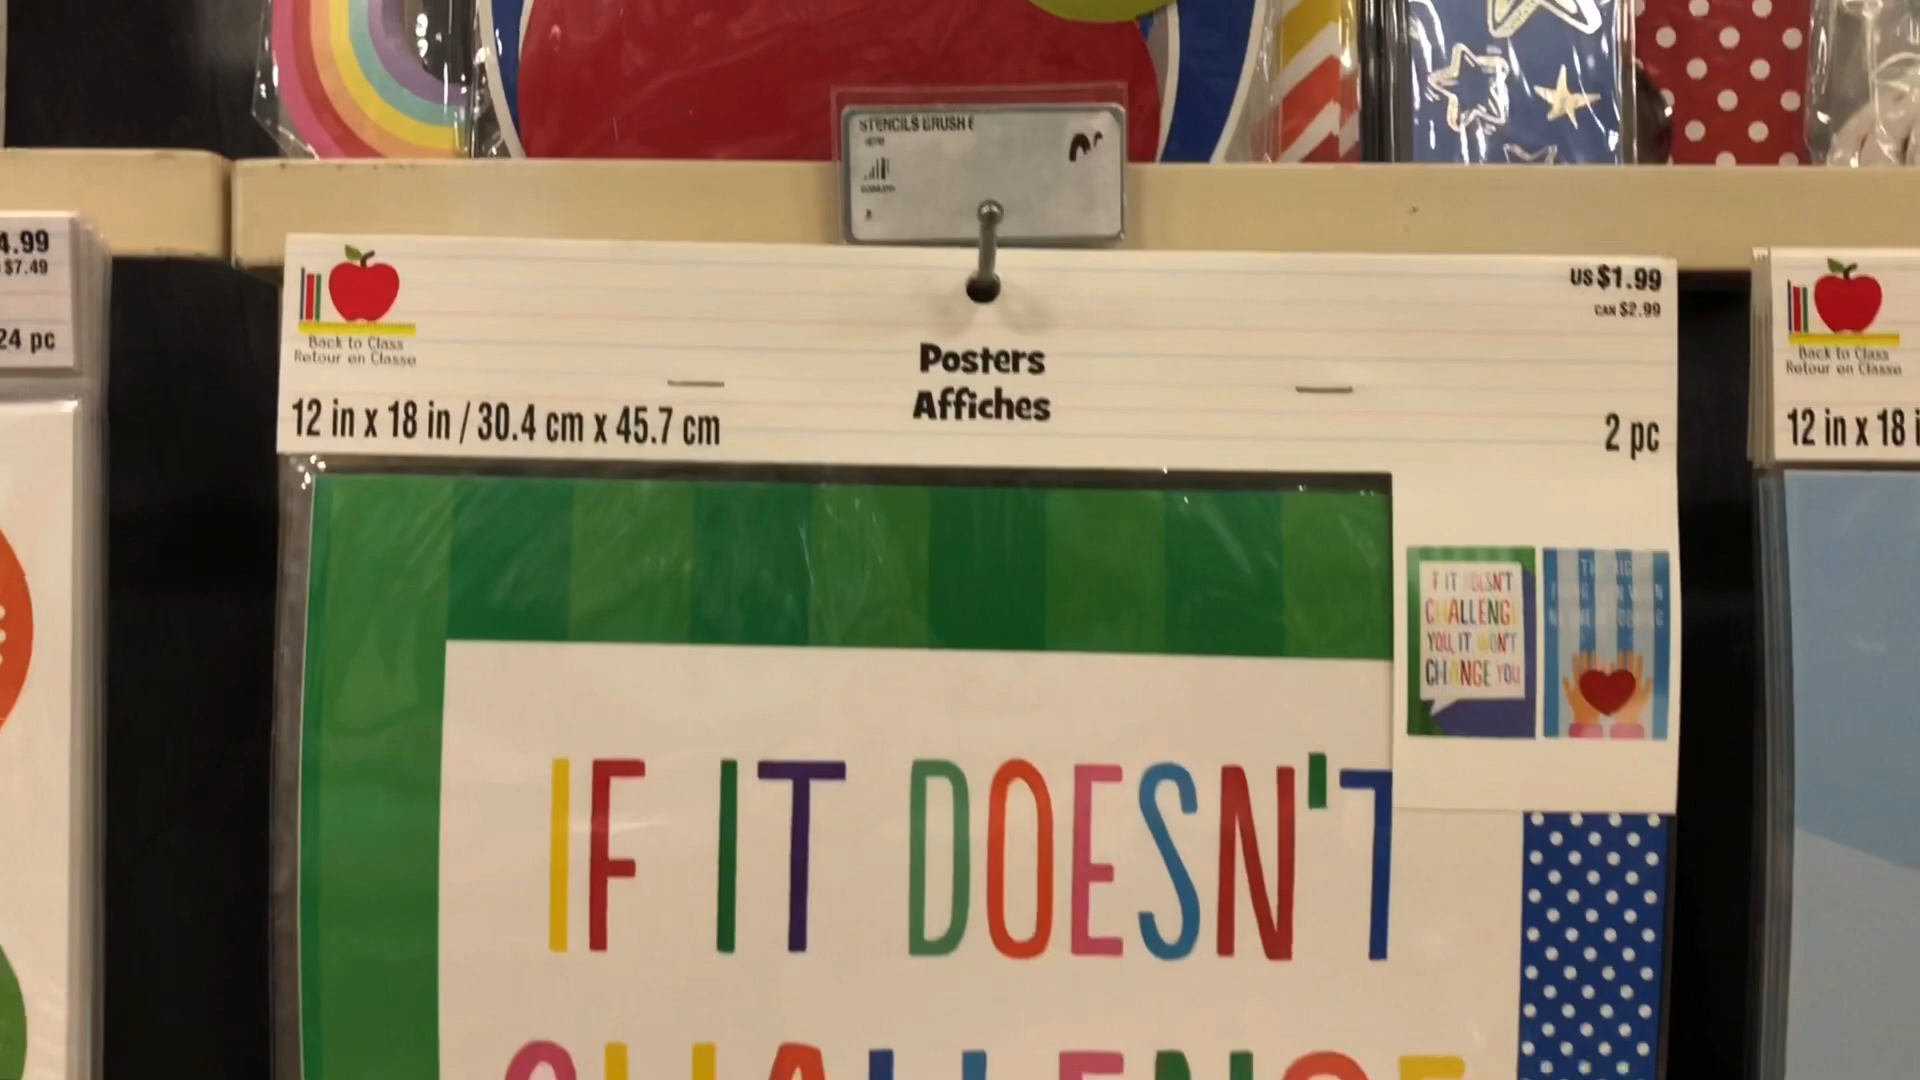 STENCILS BRUSH
4.99
$7.49
24 pc
Back to Class
Retour en Classe
Posters
Affiches
US $1.99
CAN $2.99
12 in x 18 in / 30.4 cm x 45.7 cm
2 pc
Back to Class
Retour en Classe
12 in x 18 i
IF IT DOESN'T
CHALLENGE
YOU, IT WON'T
CHANGE YOU
IF IT DOESN'T
CHALLENGE